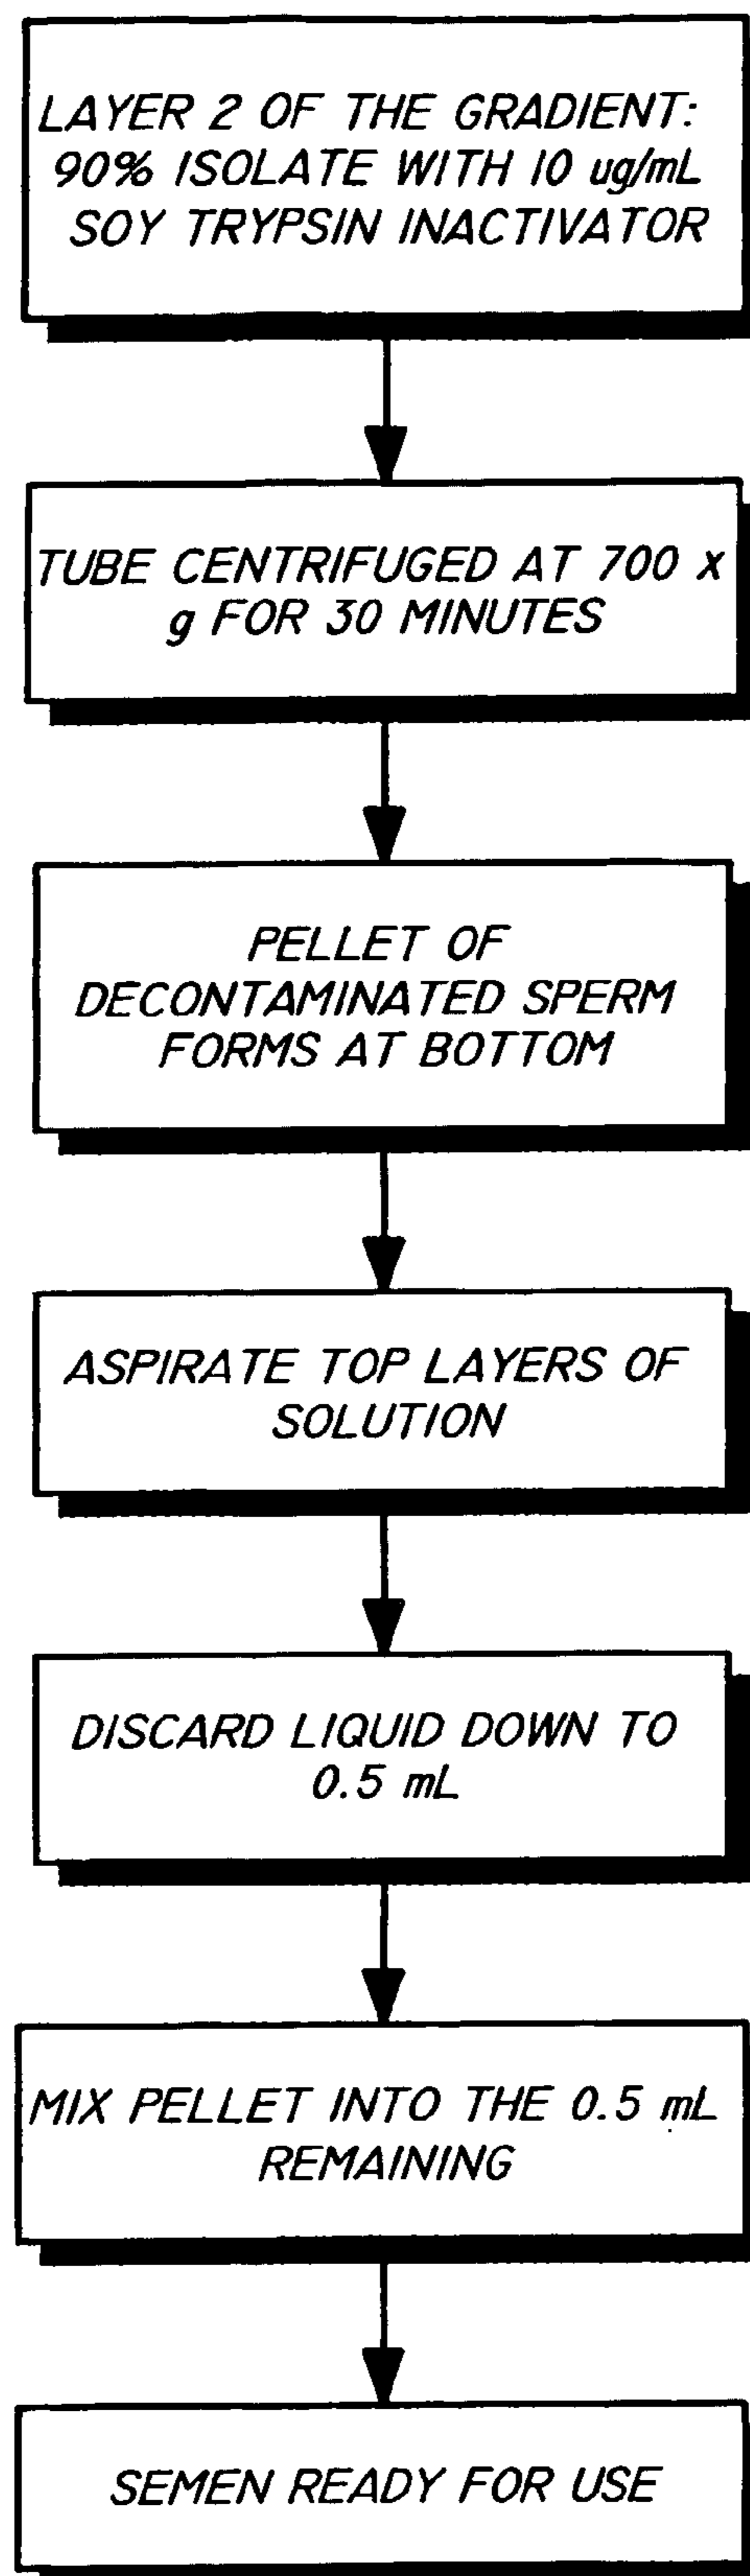 LAYER 2 OF THE GRADIENT:
90% ISOLATE WITH 10 ug/mL
SOY TRYPSIN INACTIVATOR
TUBE CENTRIFUGED AT 700 x
g FOR 30 MINUTES
PELLET OF
DECONTAMINATED SPERM
FORMS AT BOTTOM
ASPIRATE TOP LAYERS OF
SOLUTION
DISCARD LIQUID DOWN TO
0.5 mL
MIX PELLET INTO THE 0.5 mL
REMAINING
SEMEN READY FOR USE